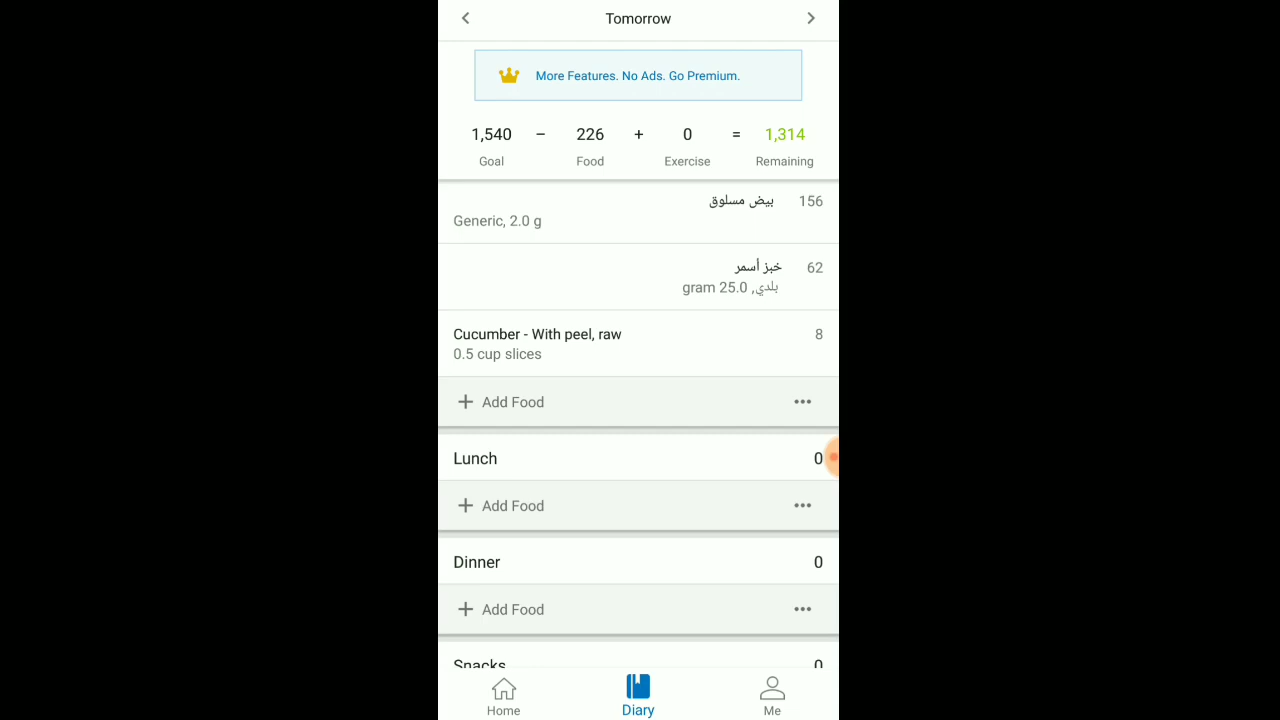 Tomorrow
More Features. No Ads. Go Premium.
1,540 − 226 + 0 = 1,314
Goal Food Exercise Remaining
بيض مسلوق 156
Generic, 2.0 g
خبز أسمر 62
بلدي, 25.0 gram
Cucumber - With peel, raw 8
0.5 cup slices
+ Add Food •••
Lunch 0
+ Add Food •••
Dinner 0
+ Add Food •••
Snacks 0
Home Diary Me